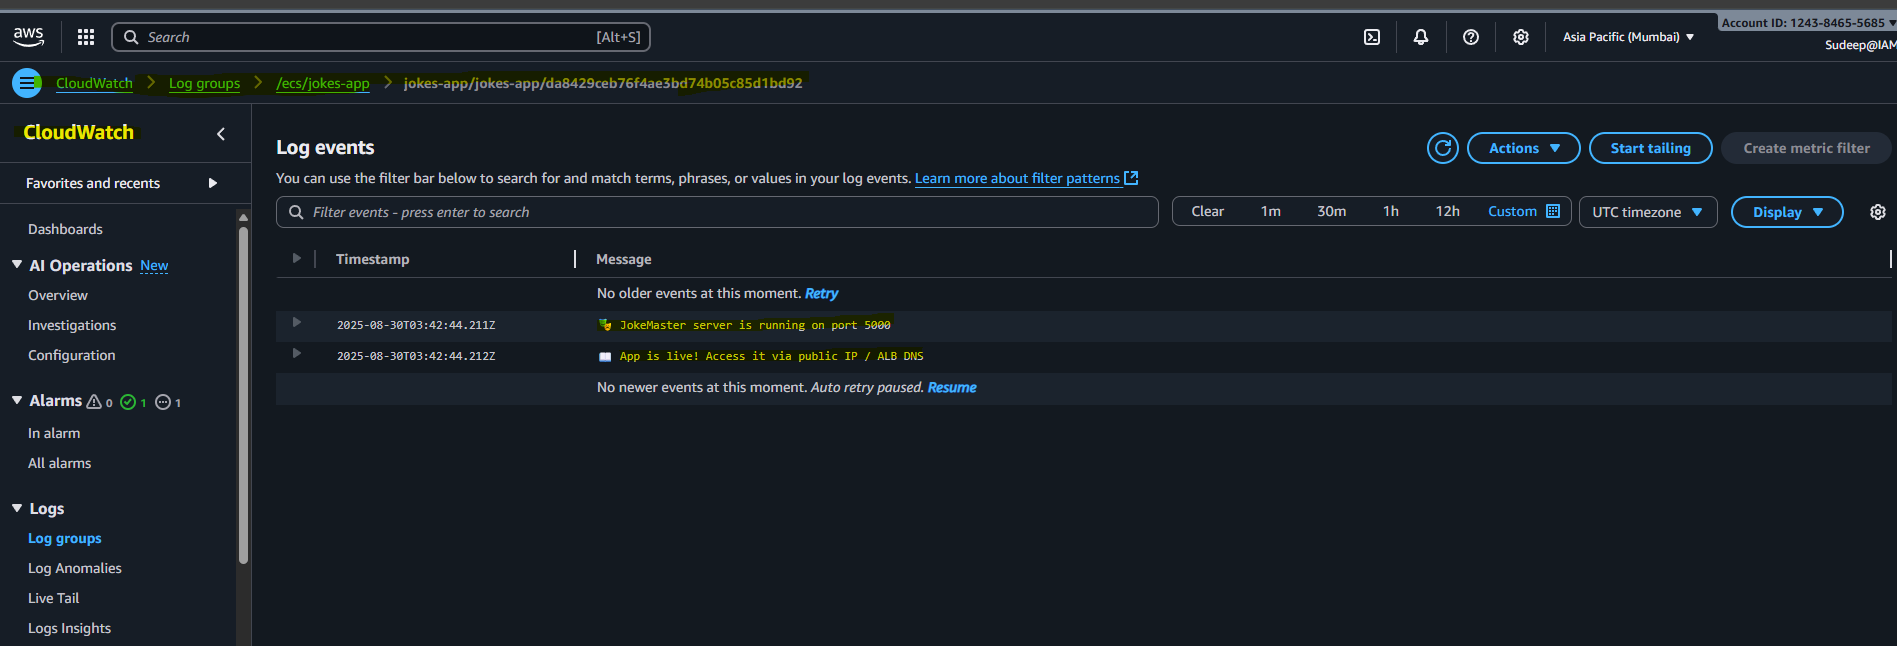 aws
Search [Alt+S]
Asia Pacific (Mumbai)
Account ID: 1243-8465-5685
Sudeep@IAM
CloudWatch > Log groups > /ecs/jokes-app > jokes-app/jokes-app/da8429ceb76f4ae3bd74b05c85d1bd92
CloudWatch
Favorites and recents
Dashboards
AI Operations New
Overview
Investigations
Configuration
Alarms 0 1 1
In alarm
All alarms
Logs
Log groups
Log Anomalies
Live Tail
Logs Insights
Log events
Actions Start tailing Create metric filter
You can use the filter bar below to search for and match terms, phrases, or values in your log events. Learn more about filter patterns
Filter events - press enter to search
Clear 1m 30m 1h 12h Custom UTC timezone Display
Timestamp Message
No older events at this moment. Retry
2025-08-30T03:42:44.211Z 🎭 JokeMaster server is running on port 5000
2025-08-30T03:42:44.212Z 📖 App is live! Access it via public IP / ALB DNS
No newer events at this moment. Auto retry paused. Resume